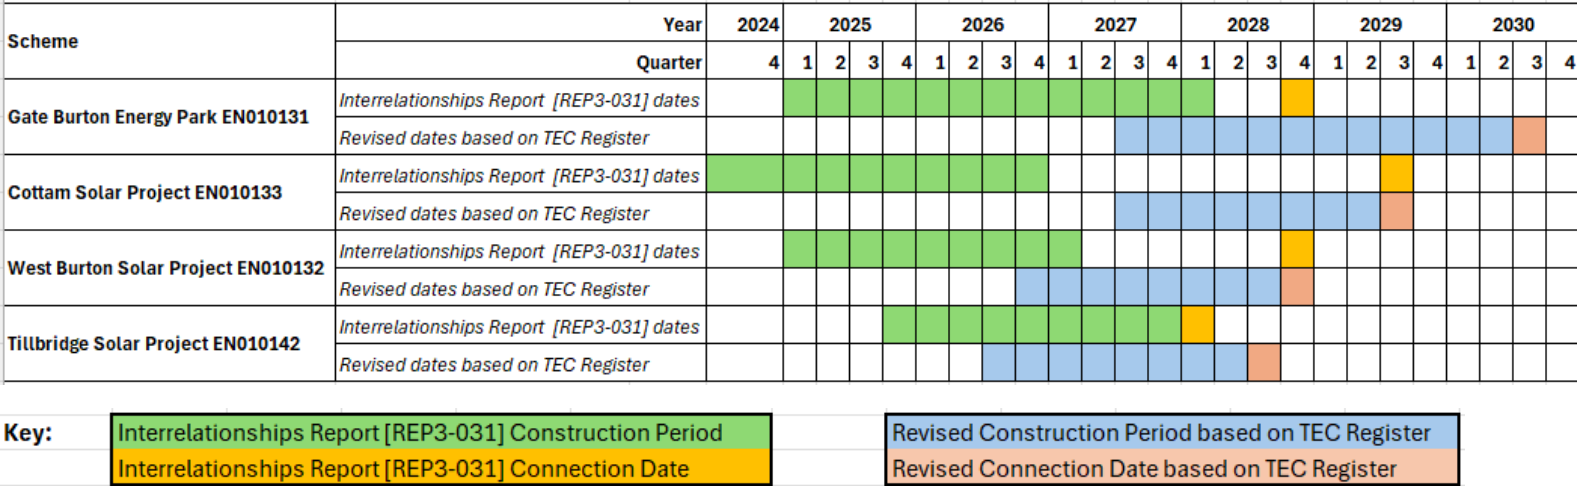 Scheme
Year 2024 2025 2026 2027 2028 2029 2030
Quarter 4 1 2 3 4 1 2 3 4 1 2 3 4 1 2 3 4 1 2 3 4 1 2 3 4
Gate Burton Energy Park EN010131
Interrelationships Report [REP3-031] dates
Revised dates based on TEC Register
Cottam Solar Project EN010133
Interrelationships Report [REP3-031] dates
Revised dates based on TEC Register
West Burton Solar Project EN010132
Interrelationships Report [REP3-031] dates
Revised dates based on TEC Register
Tillbridge Solar Project EN010142
Interrelationships Report [REP3-031] dates
Revised dates based on TEC Register
Key:
Interrelationships Report [REP3-031] Construction Period
Interrelationships Report [REP3-031] Connection Date
Revised Construction Period based on TEC Register
Revised Connection Date based on TEC Register